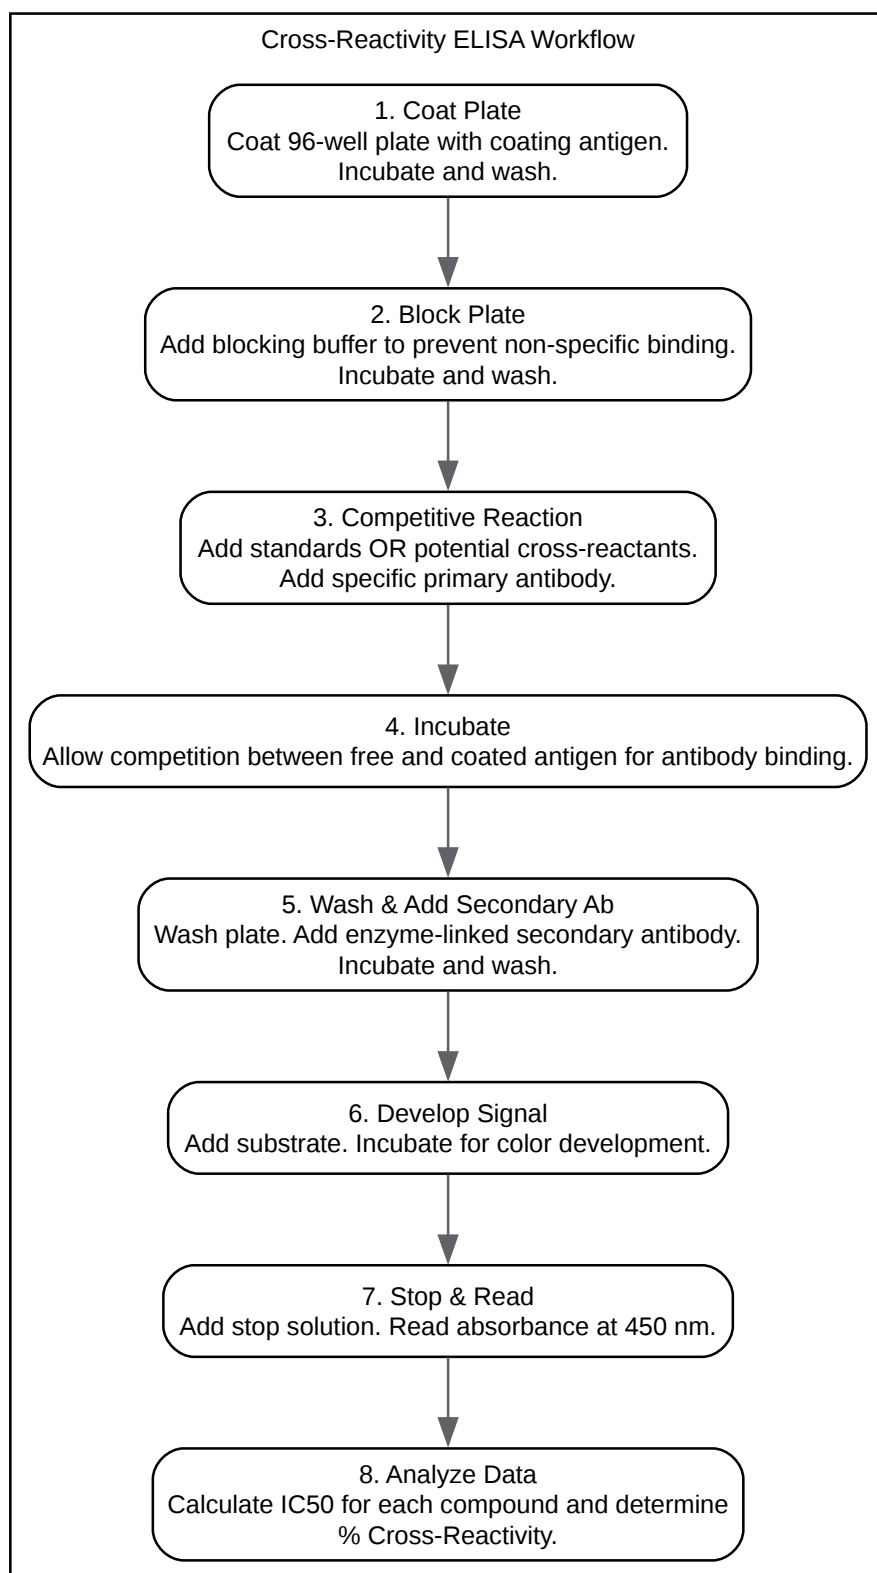 Cross-Reactivity ELISA Workflow
1. Coat Plate
Coat 96-well plate with coating antigen.
Incubate and wash.
2. Block Plate
Add blocking buffer to prevent non-specific binding.
Incubate and wash.
3. Competitive Reaction
Add standards OR potential cross-reactants.
Add specific primary antibody.
4. Incubate
Allow competition between free and coated antigen for antibody binding.
5. Wash & Add Secondary Ab
Wash plate. Add enzyme-linked secondary antibody.
Incubate and wash.
6. Develop Signal
Add substrate. Incubate for color development.
7. Stop & Read
Add stop solution. Read absorbance at 450 nm.
8. Analyze Data
Calculate IC50 for each compound and determine
% Cross-Reactivity.